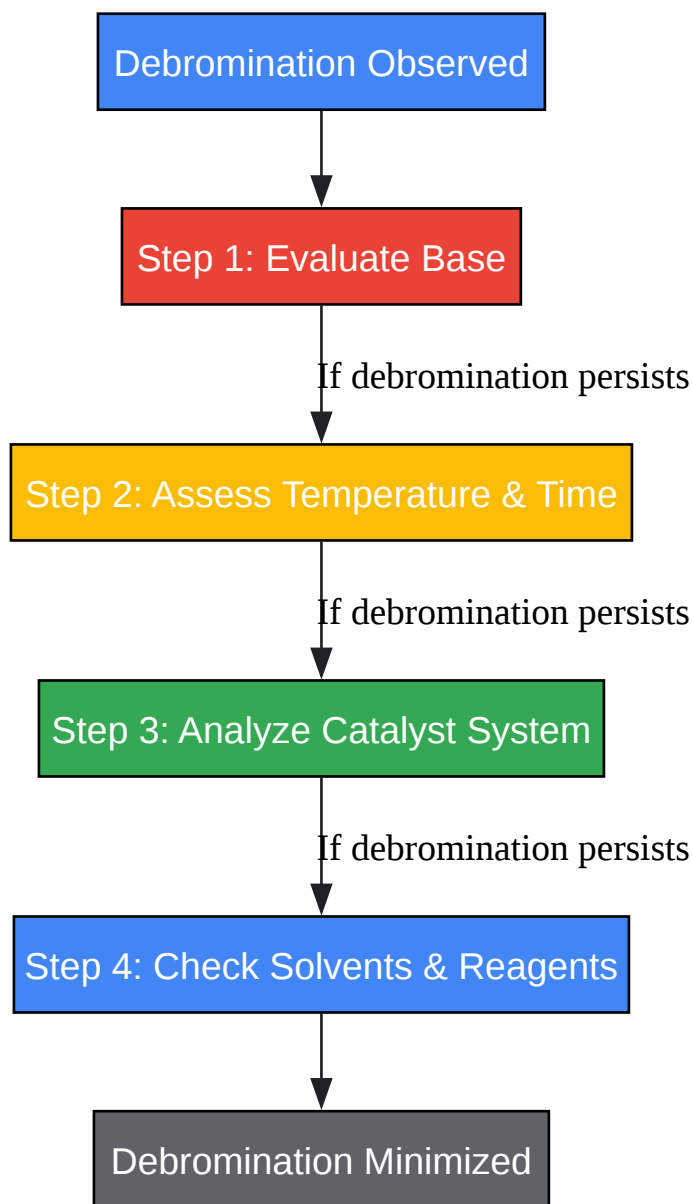 Debromination Observed
Step 1: Evaluate Base
If debromination persists
Step 2: Assess Temperature & Time
If debromination persists
Step 3: Analyze Catalyst System
If debromination persists
Step 4: Check Solvents & Reagents
Debromination Minimized